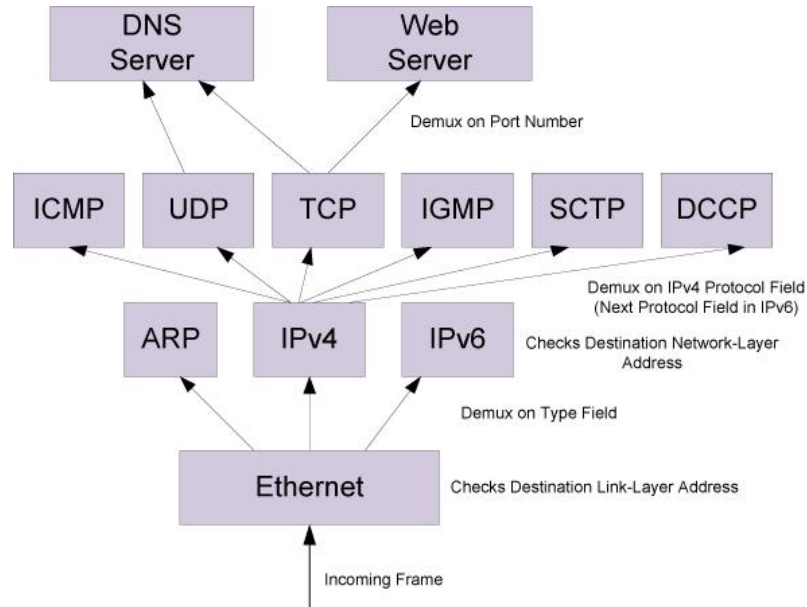 DNS
Server
Web
Server
Demux on Port Number
ICMP
UDP
TCP
IGMP
SCTP
DCCP
Demux on IPv4 Protocol Field
(Next Protocol Field in IPv6)
ARP
IPv4
IPv6
Checks Destination Network-Layer
Address
Demux on Type Field
Ethernet
Checks Destination Link-Layer Address
Incoming Frame